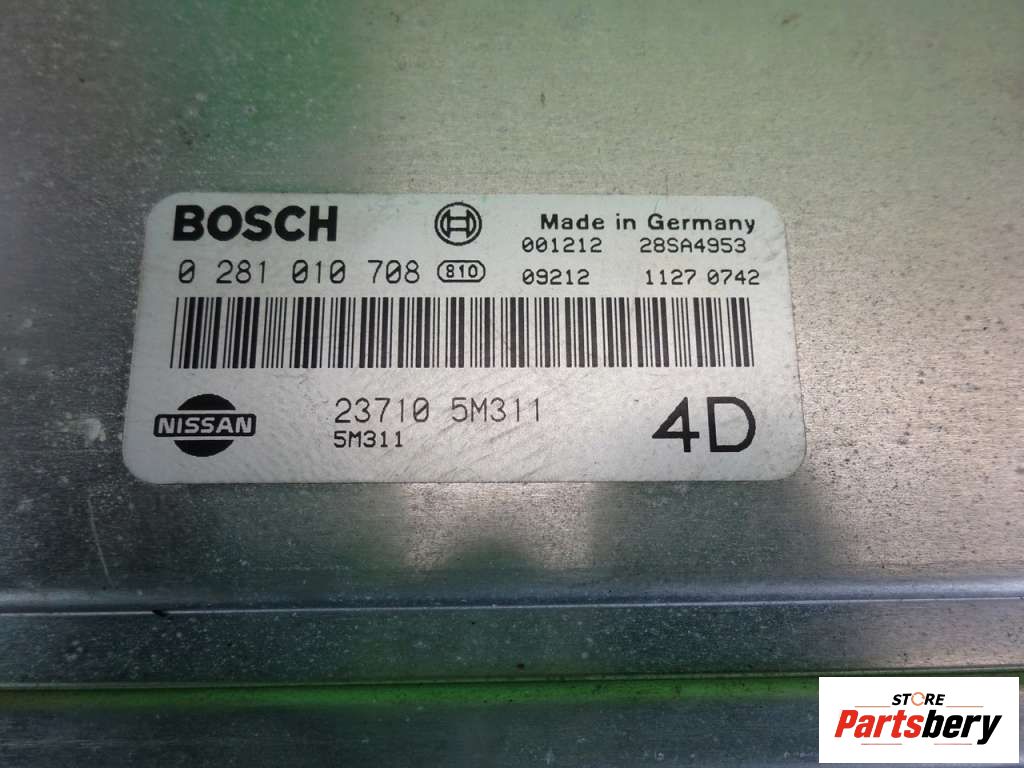 BOSCH
Made in Germany
001212 28SA4953
0 281 010 708 810
09212 1127 0742
NISSAN
23710 5M311
5M311
4D
STORE
Partsbery